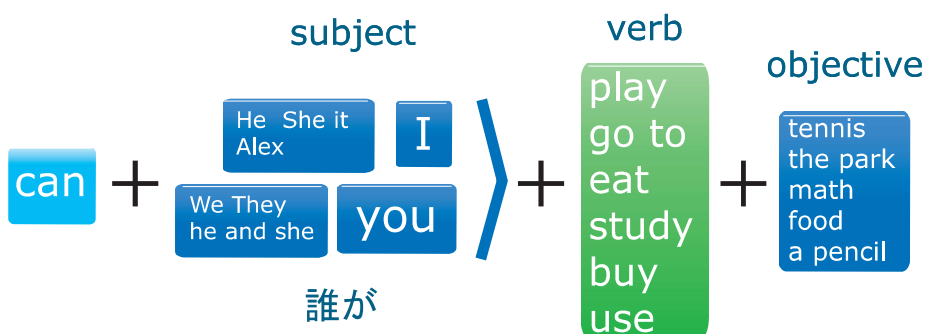 subject
verb
objective
can
+
He She it
Alex
I
We They
he and she
you
誰が
+
play
go to
eat
study
buy
use
+
tennis
the park
math
food
a pencil